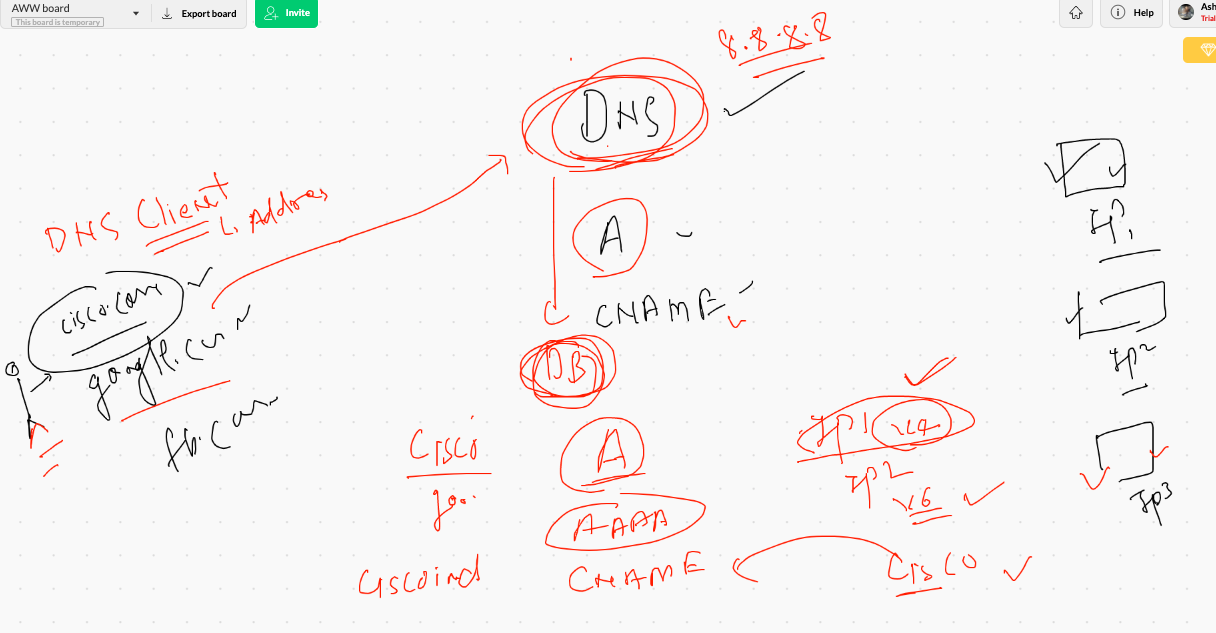 AWW board
This board is temporary
Export board
Invite
Help
Ash
Trial
8.8.8.8
DNS
DNS Client
L. Address
A
cisco.com
google.com
CNAME
DB
fb.com
IP1
IP2
IP3
Cisco A IP1 v4
goo.. A-AAA IP2 v6
Ciscoind CNAME Cisco